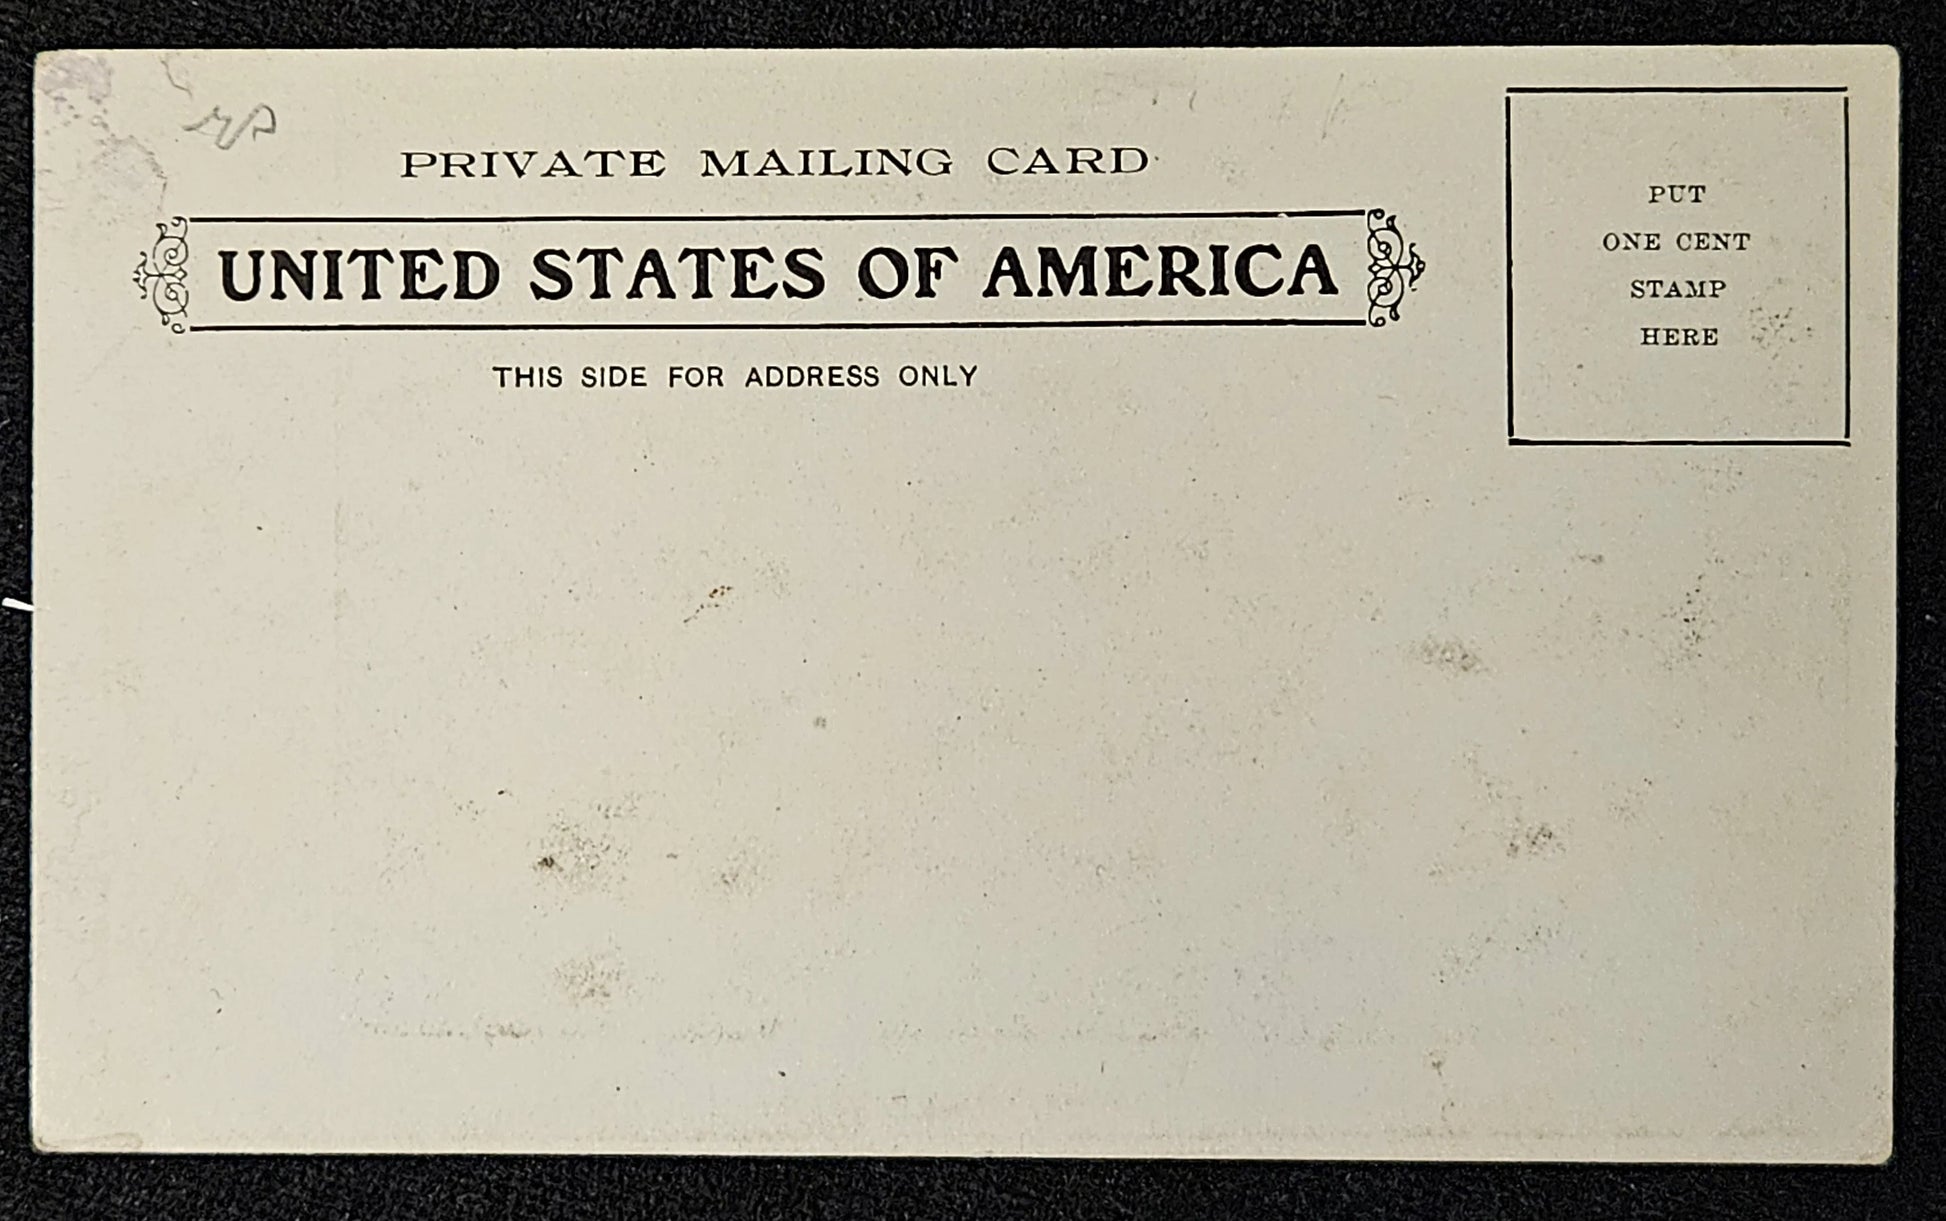 PRIVATE MAILING CARD
UNITED STATES OF AMERICA
THIS SIDE FOR ADDRESS ONLY
PUT
ONE CENT
STAMP
HERE